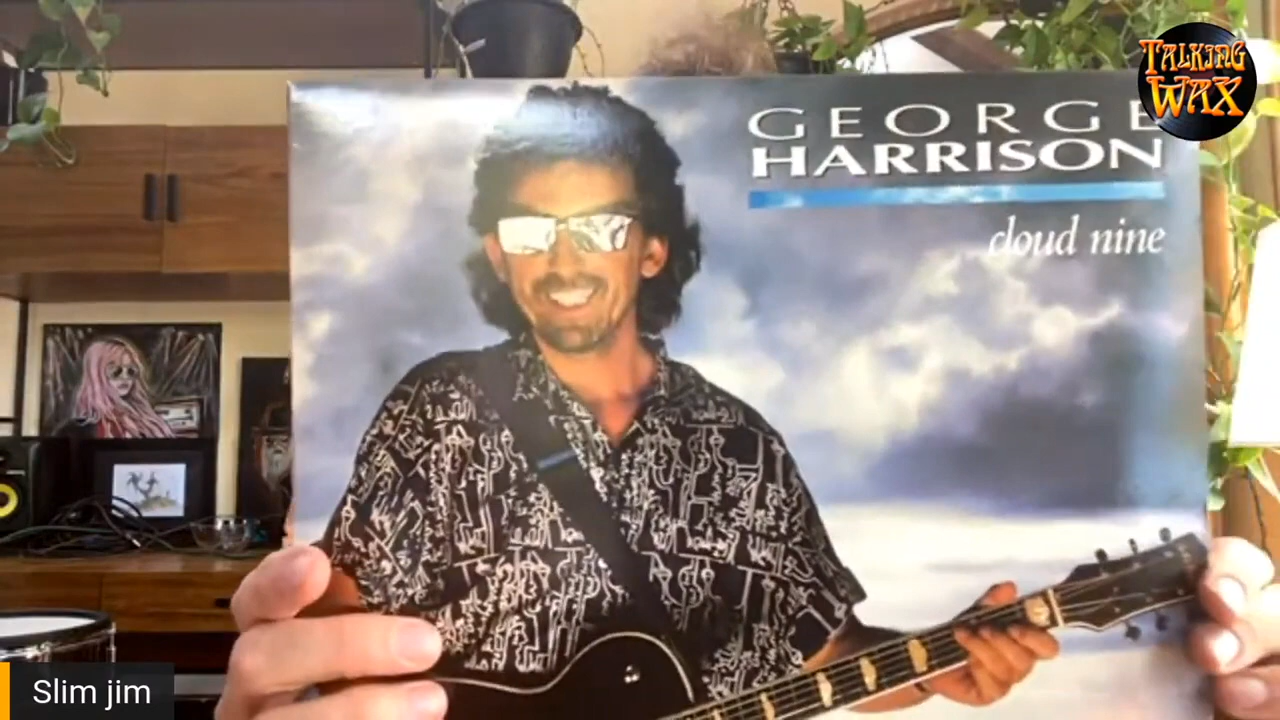 TALKING
WAX
GEORGE
HARRISON
cloud nine
Slim jim